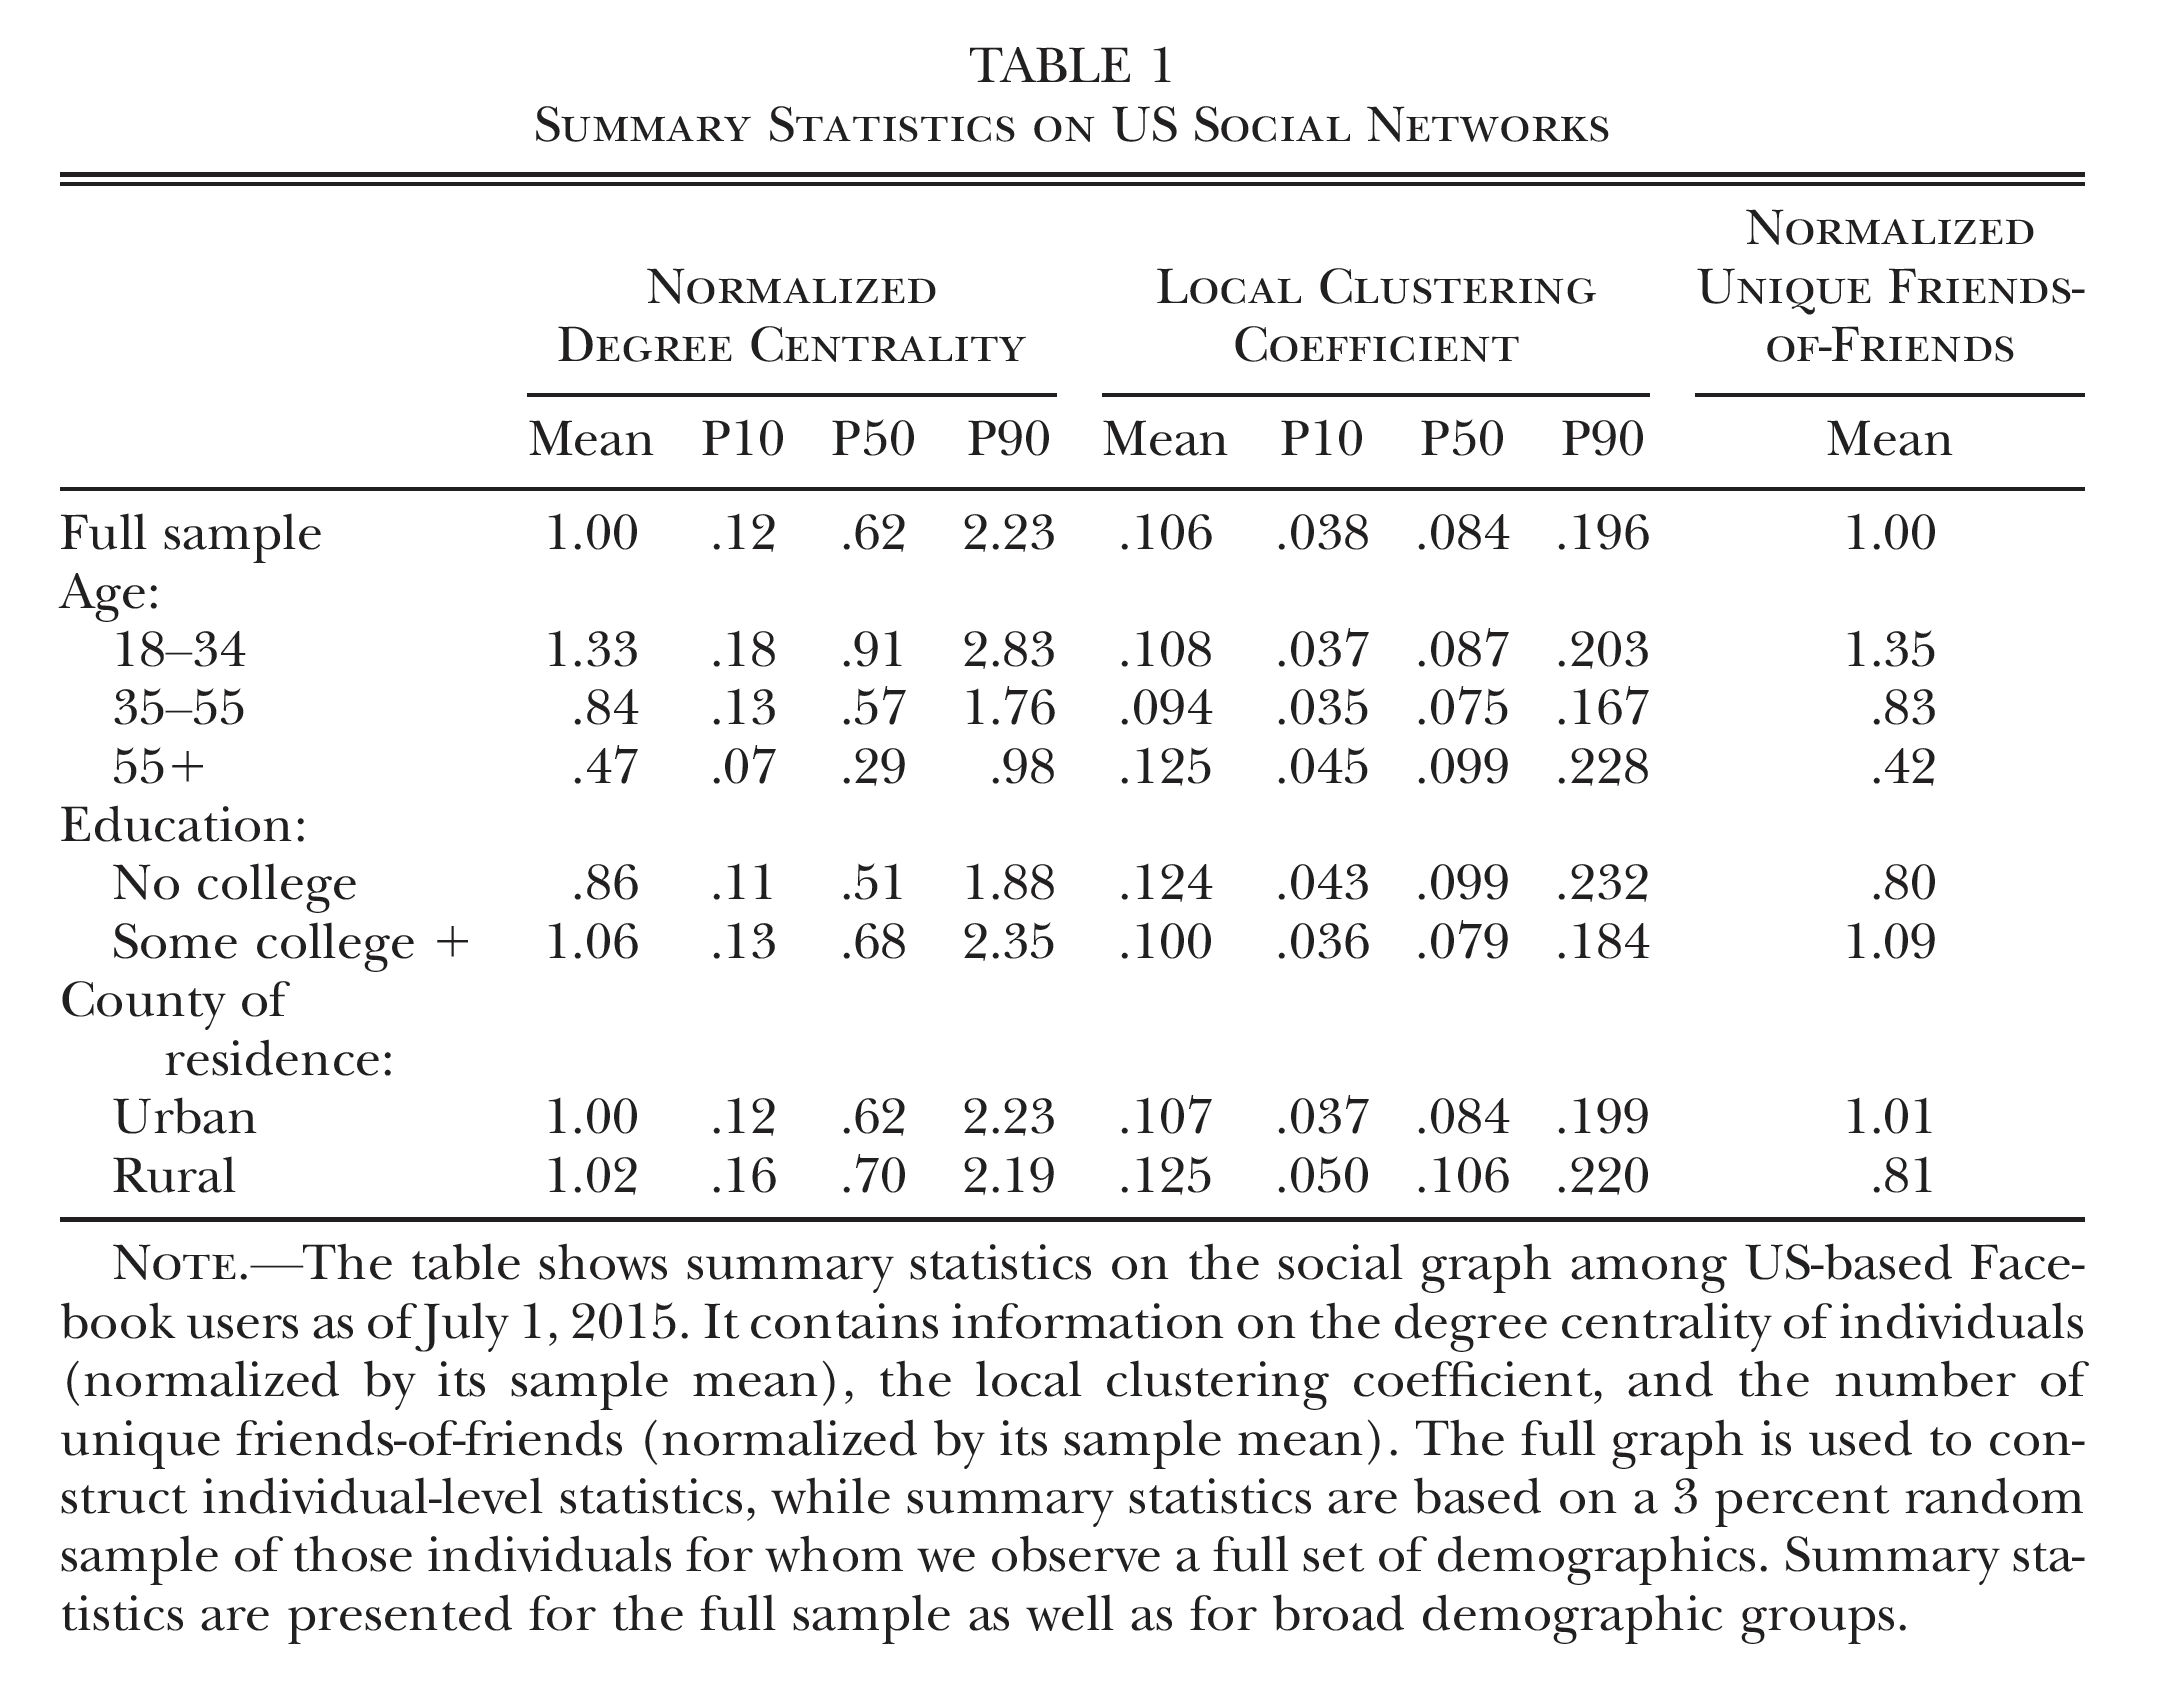 TABLE 1
Summary Statistics on US Social Networks
Normalized
Normalized Local Clustering Unique Friends-
Degree Centrality Coefficient of-Friends
Mean P10 P50 P90 Mean P10 P50 P90 Mean
Full sample 1.00 .12 .62 2.23 .106 .038 .084 .196 1.00
Age:
18–34 1.33 .18 .91 2.83 .108 .037 .087 .203 1.35
35–55 .84 .13 .57 1.76 .094 .035 .075 .167 .83
55+ .47 .07 .29 .98 .125 .045 .099 .228 .42
Education:
No college .86 .11 .51 1.88 .124 .043 .099 .232 .80
Some college + 1.06 .13 .68 2.35 .100 .036 .079 .184 1.09
County of
residence:
Urban 1.00 .12 .62 2.23 .107 .037 .084 .199 1.01
Rural 1.02 .16 .70 2.19 .125 .050 .106 .220 .81
Note.—The table shows summary statistics on the social graph among US-based Face-
book users as of July 1, 2015. It contains information on the degree centrality of individuals
(normalized by its sample mean), the local clustering coefficient, and the number of
unique friends-of-friends (normalized by its sample mean). The full graph is used to con-
struct individual-level statistics, while summary statistics are based on a 3 percent random
sample of those individuals for whom we observe a full set of demographics. Summary sta-
tistics are presented for the full sample as well as for broad demographic groups.